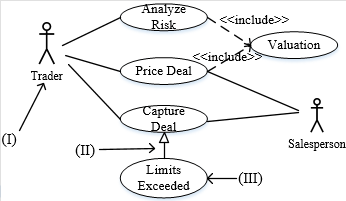 Analyze
Risk
<<include>>
Valuation
<<include>>
Trader
Price Deal
Capture
Deal
(I)
(II)
Salesperson
Limits
Exceeded
(III)